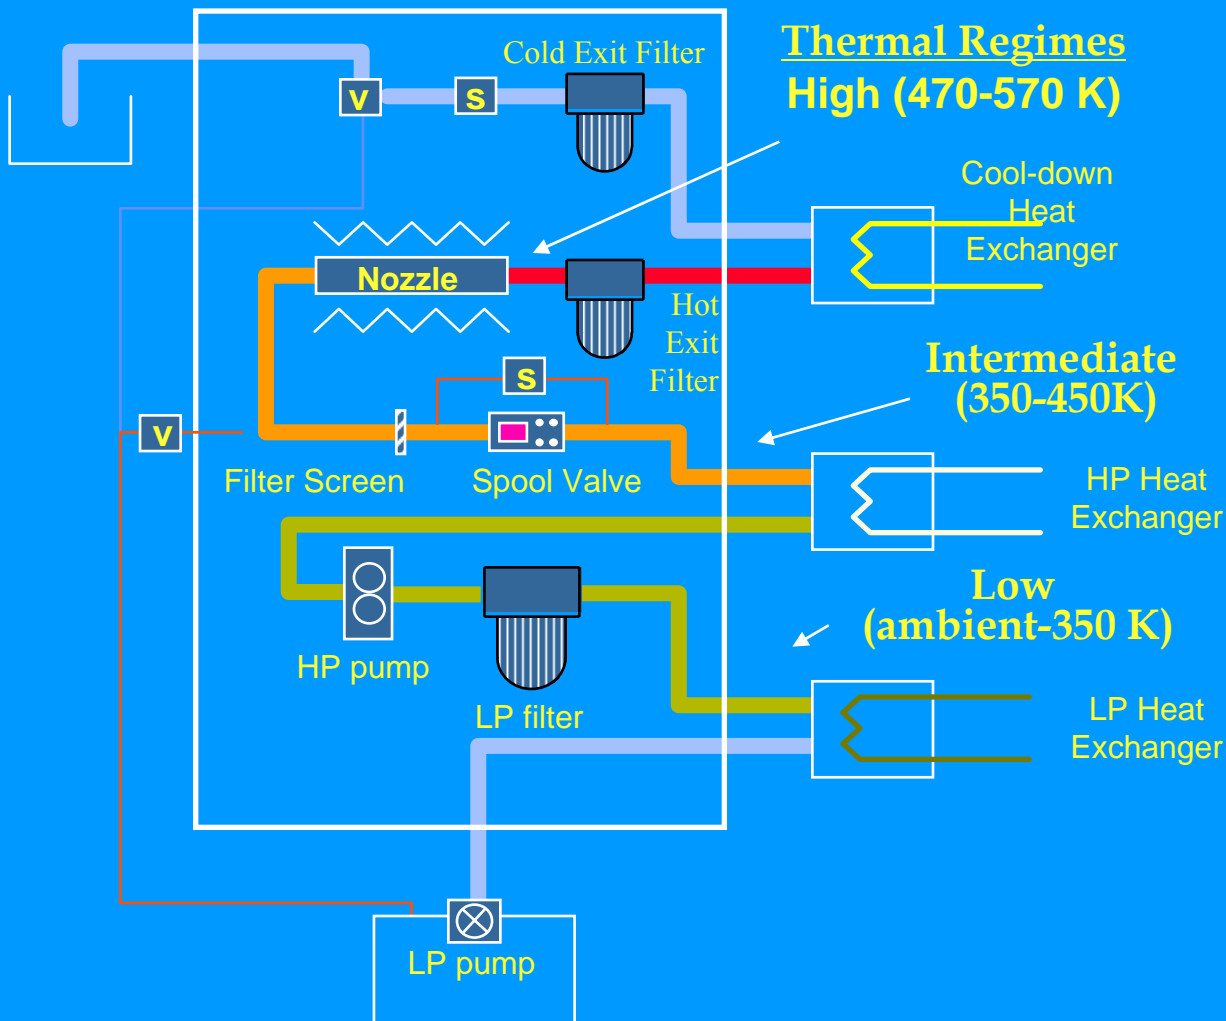 Thermal Regimes
High (470-570 K)
Cold Exit Filter
v
s
Cool-down
Heat
Exchanger
Nozzle
Hot
Exit
Filter
Intermediate
(350-450K)
s
v
Filter Screen
Spool Valve
HP Heat
Exchanger
Low
(ambient-350 K)
HP pump
LP filter
LP Heat
Exchanger
LP pump